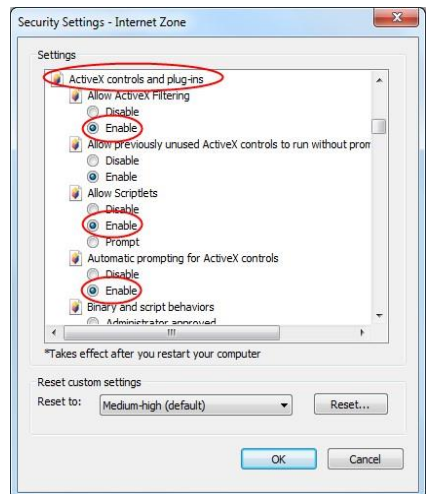 Security Settings - Internet Zone
Settings
ActiveX controls and plug-ins
Allow ActiveX Filtering
Disable
Enable
Allow previously unused ActiveX controls to run without prom
Disable
Enable
Allow Scriptlets
Disable
Enable
Prompt
Automatic prompting for ActiveX controls
Disable
Enable
Binary and script behaviors
Administrator approved
*Takes effect after you restart your computer
Reset custom settings
Reset to: Medium-high (default) Reset...
OK Cancel